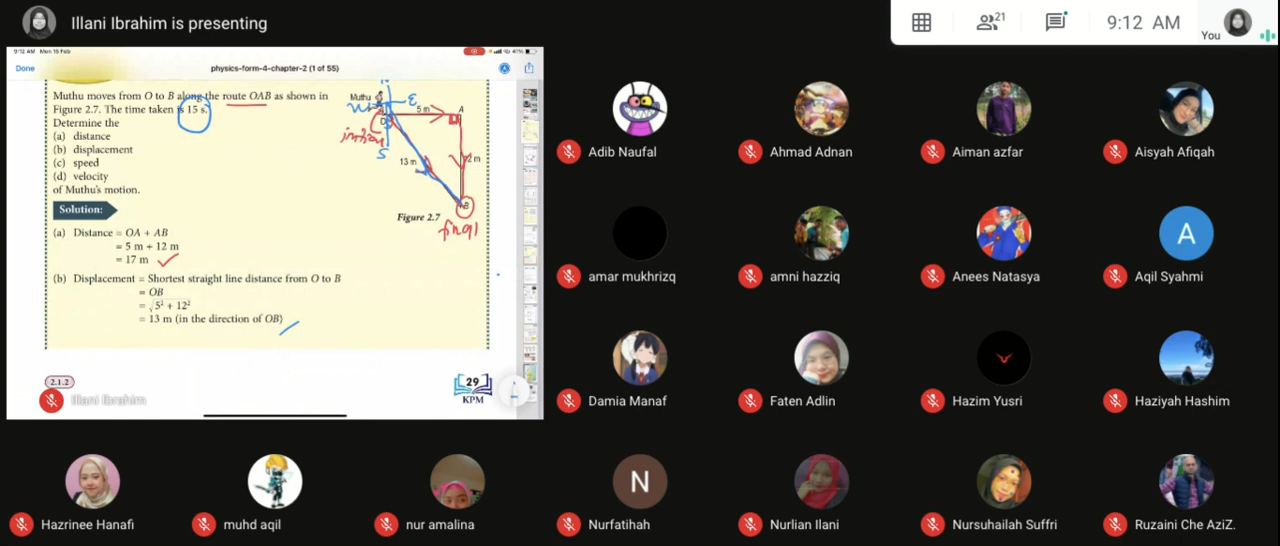 Illani Ibrahim is presenting
21
9:12 AM
You
9:12 AM Mon 15 Feb
47%
Done
physics-form-4-chapter-2 (1 of 55)
Muthu moves from O to B along the route OAB as shown in
Figure 2.7. The time taken is 15 s.
Determine the
(a) distance
(b) displacement
(c) speed
(d) velocity
of Muthu's motion.
Muthu
E
5 m
A
initial
S
13 m
12 m
B
Figure 2.7
final
Solution:
(a) Distance = OA + AB
= 5 m + 12 m
= 17 m
(b) Displacement = Shortest straight line distance from O to B
= OB
= √5² + 12²
= 13 m (in the direction of OB)
2.1.2
29
KPM
Illani Ibrahim
Adib Naufal
Ahmad Adnan
Aiman azfar
Aisyah Afiqah
amar mukhrizq
amni hazziq
Anees Natasya
A
Aqil Syahmi
Damia Manaf
Faten Adlin
Hazim Yusri
Haziyah Hashim
Hazrinee Hanafi
muhd aqil
nur amalina
N
Nurfatihah
Nurlian Ilani
Nursuhailah Suffri
Ruzaini Che AziZ.